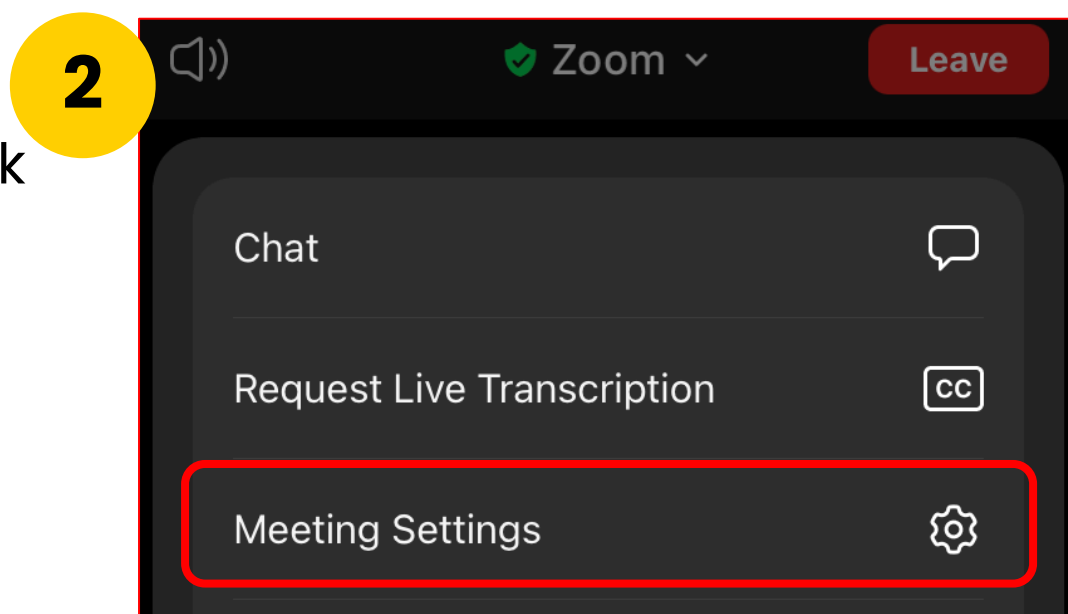 2
k
Zoom
Leave
Chat
Request Live Transcription
CC
Meeting Settings